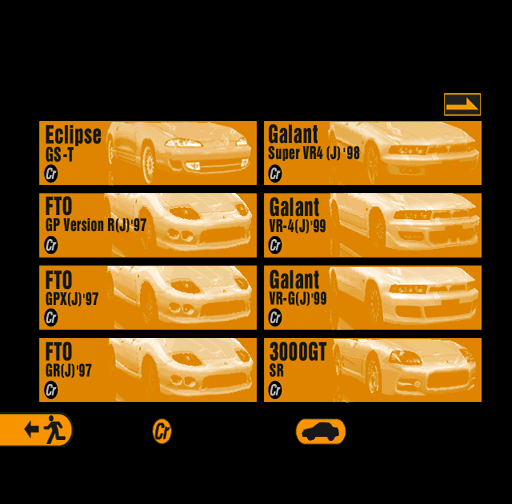 Eclipse
GS-T
Cr
Galant
Super VR4 (J) '98
Cr
FTO
GP Version R(J)'97
Cr
Galant
VR-4(J)'99
Cr
FTO
GPX(J)'97
Cr
Galant
VR-G(J)'99
Cr
FTO
GR(J)'97
Cr
3000GT
SR
Cr
Cr